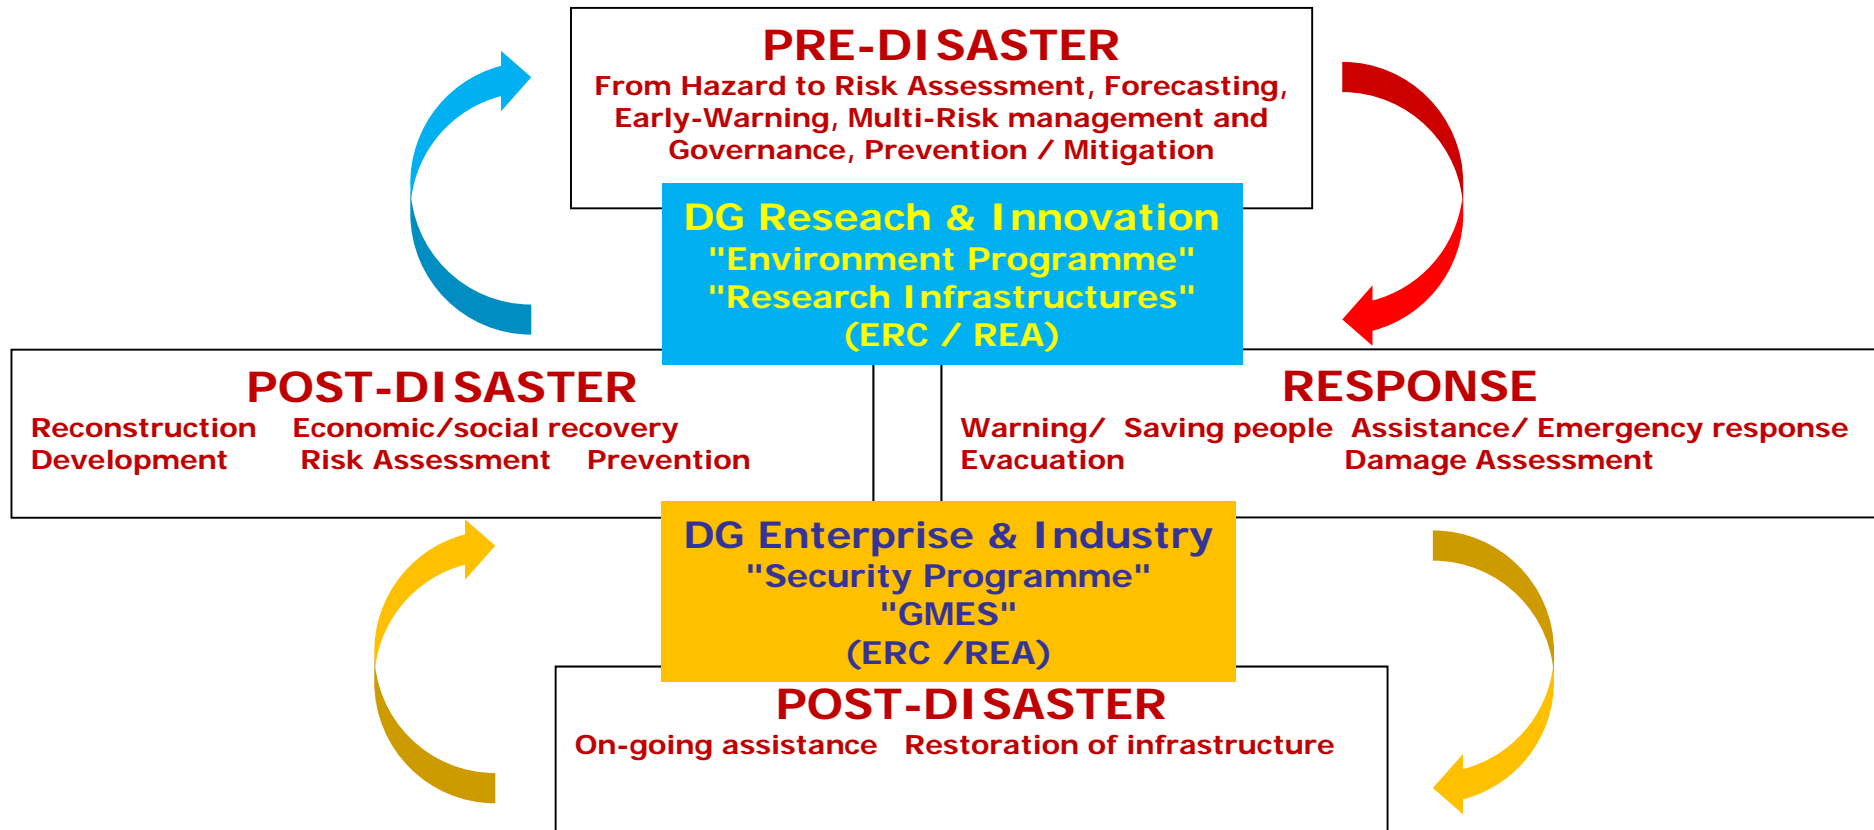 PRE-DISASTER
From Hazard to Risk Assessment, Forecasting,
Early-Warning, Multi-Risk management and
Governance, Prevention / Mitigation
DG Reseach & Innovation
"Environment Programme"
"Research Infrastructures"
(ERC / REA)
POST-DISASTER
Reconstruction Economic/social recovery
Development Risk Assessment Prevention
RESPONSE
Warning/ Saving people Assistance/ Emergency response
Evacuation Damage Assessment
DG Enterprise & Industry
"Security Programme"
"GMES"
(ERC /REA)
POST-DISASTER
On-going assistance Restoration of infrastructure